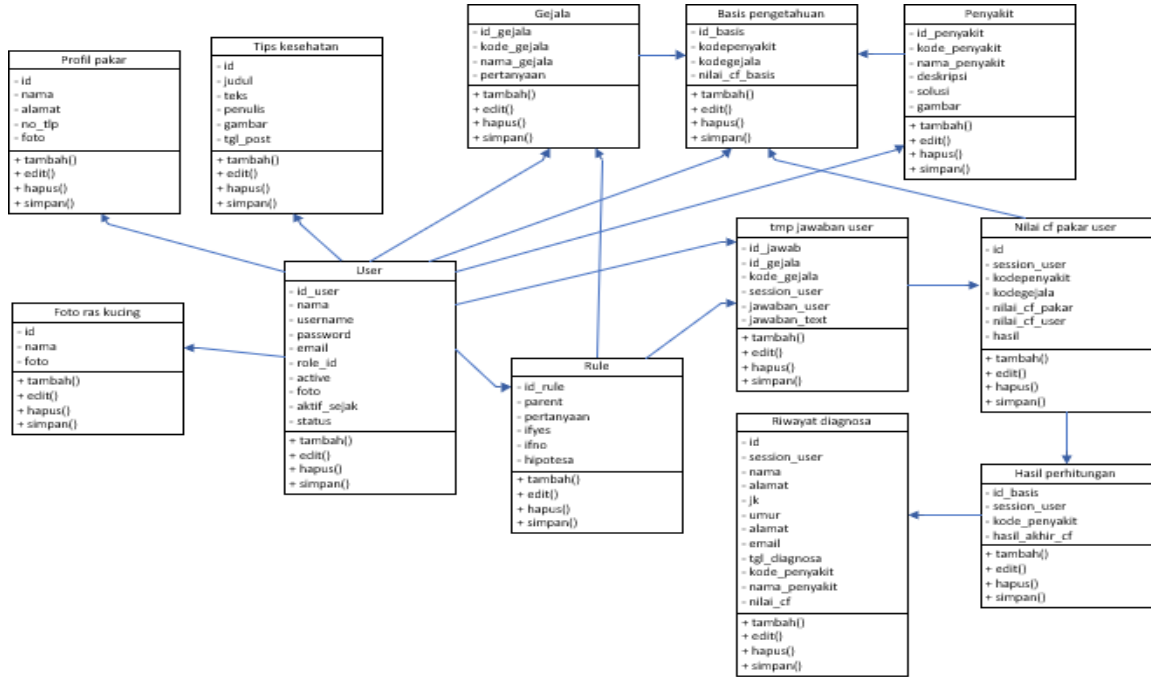 Profil pakar
- id
- nama
- alamat
- no_tlp
- foto
+ tambah()
+ edit()
+ hapus()
+ simpan()
Tips kesehatan
- id
- judul
- teks
- penulis
- gambar
- tgl_post
+ tambah()
+ edit()
+ hapus()
+ simpan()
Gejala
- id_gejala
- kode_gejala
- nama_gejala
- pertanyaan
+ tambah()
+ edit()
+ hapus()
+ simpan()
Basis pengetahuan
- id_basis
- kodepenyakit
- kodegejala
- nilai_cf_basis
+ tambah()
+ edit()
+ hapus()
+ simpan()
Penyakit
- id_penyakit
- kode_penyakit
- nama_penyakit
- deskripsi
- solusi
- gambar
+ tambah()
+ edit()
+ hapus()
+ simpan()
Foto ras kucing
- id
- nama
- foto
+ tambah()
+ edit()
+ hapus()
+ simpan()
User
- id_user
- nama
- username
- password
- email
- role_id
- active
- foto
- aktif_sejak
- status
+ tambah()
+ edit()
+ hapus()
+ simpan()
Rule
- id_rule
- parent
- pertanyaan
- ifyes
- ifno
- hipotesa
+ tambah()
+ edit()
+ hapus()
+ simpan()
tmp jawaban user
- id_jawab
- id_gejala
- kode_gejala
- session_user
- jawaban_user
- jawaban_text
+ tambah()
+ edit()
+ hapus()
+ simpan()
Nilai cf pakar user
- id
- session_user
- kodepenyakit
- kodegejala
- nilai_cf_pakar
- nilai_cf_user
- hasil
+ tambah()
+ edit()
+ hapus()
+ simpan()
Riwayat diagnosa
- id
- session_user
- nama
- alamat
- jk
- umur
- alamat
- email
- tgl_diagnosa
- kode_penyakit
- nama_penyakit
- nilai_cf
+ tambah()
+ edit()
+ hapus()
+ simpan()
Hasil perhitungan
- id_basis
- session_user
- kode_penyakit
- hasil_akhir_cf
+ tambah()
+ edit()
+ hapus()
+ simpan()